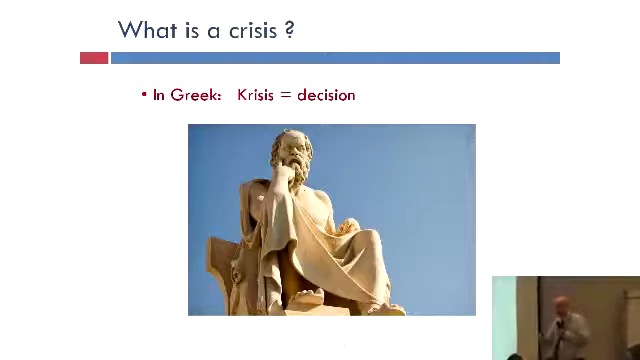 What is a crisis ?
• In Greek: Krisis = decision